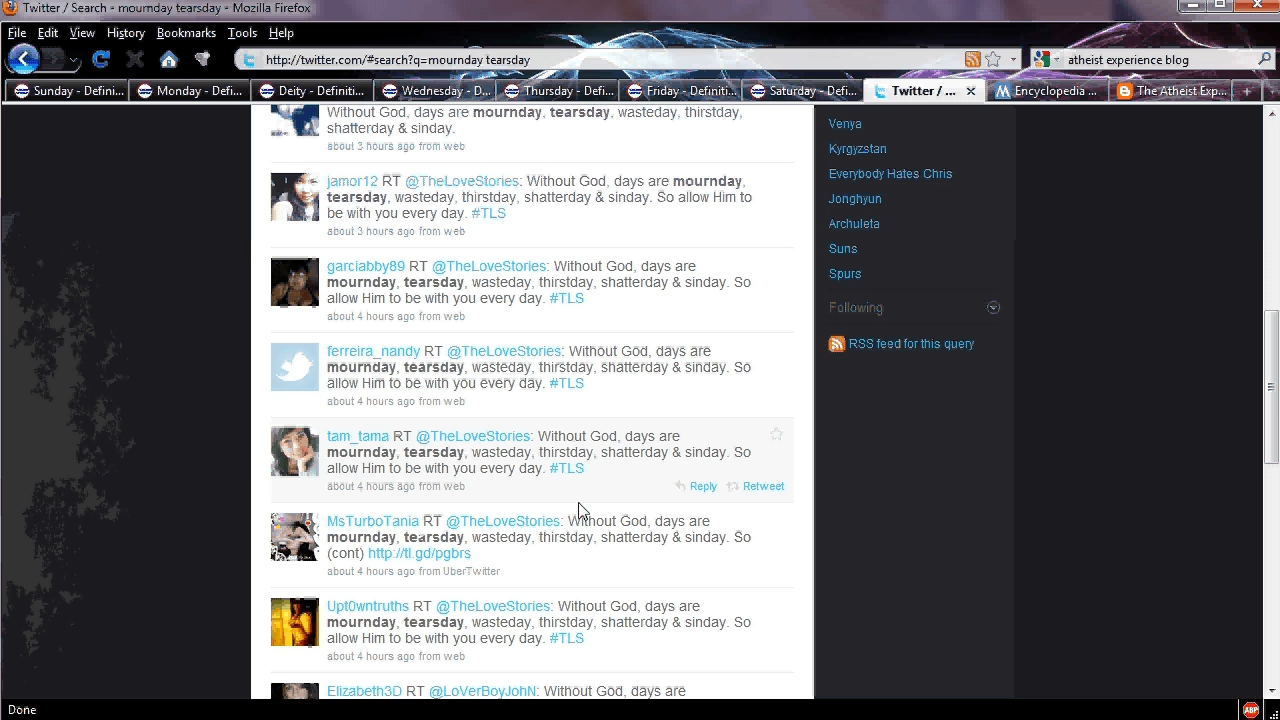 Twitter / Search - mournday tearsday - Mozilla Firefox
File Edit View History Bookmarks Tools Help
http://twitter.com/#search?q=mournday tearsday
atheist experience blog
Sunday - Defini...
Monday - Defi...
Deity - Definiti...
Wednesday - D...
Thursday - Defi...
Friday - Definiti...
Saturday - Defi...
Twitter / ...
Encyclopedia ...
The Atheist Exp...
Without God, days are mournday, tearsday, wasteday, thirstday,
shatterday & sinday.
about 3 hours ago from web
jamor12 RT @TheLoveStories: Without God, days are mournday,
tearsday, wasteday, thirstday, shatterday & sinday. So allow Him to
be with you every day. #TLS
about 3 hours ago from web
garciabby89 RT @TheLoveStories: Without God, days are
mournday, tearsday, wasteday, thirstday, shatterday & sinday. So
allow Him to be with you every day. #TLS
about 4 hours ago from web
ferreira_nandy RT @TheLoveStories: Without God, days are
mournday, tearsday, wasteday, thirstday, shatterday & sinday. So
allow Him to be with you every day. #TLS
about 4 hours ago from web
tam_tama RT @TheLoveStories: Without God, days are
mournday, tearsday, wasteday, thirstday, shatterday & sinday. So
allow Him to be with you every day. #TLS
about 4 hours ago from web
Reply Retweet
MsTurboTania RT @TheLoveStories: Without God, days are
mournday, tearsday, wasteday, thirstday, shatterday & sinday. So
(cont) http://tl.gd/pgbrs
about 4 hours ago from UberTwitter
Upt0wntruths RT @TheLoveStories: Without God, days are
mournday, tearsday, wasteday, thirstday, shatterday & sinday. So
allow Him to be with you every day. #TLS
about 4 hours ago from web
Elizabeth3D RT @LoVerBoyJohN: Without God, days are
Venya
Kyrgyzstan
Everybody Hates Chris
Jonghyun
Archuleta
Suns
Spurs
Following
RSS feed for this query
Done
ABP